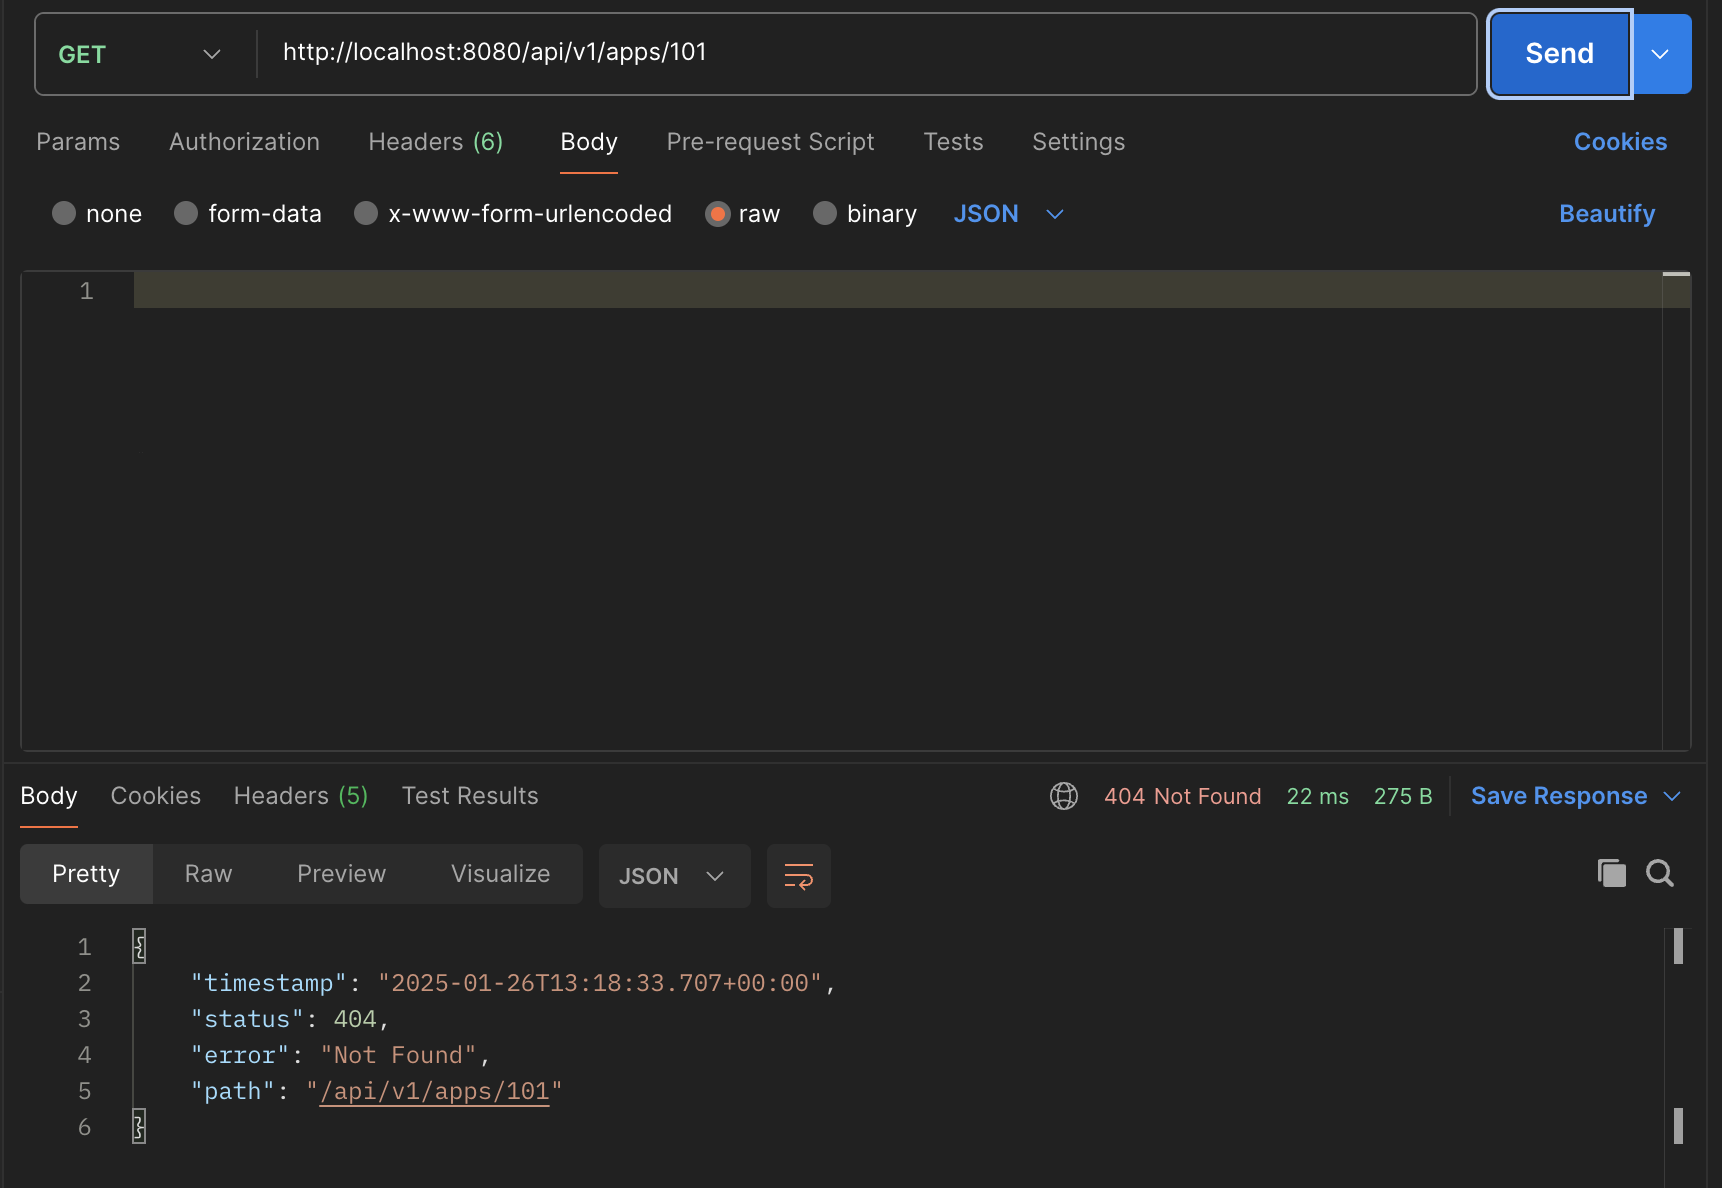 GET http://localhost:8080/api/v1/apps/101 Send
Params Authorization Headers (6) Body Pre-request Script Tests Settings Cookies
none form-data x-www-form-urlencoded raw binary JSON Beautify
1
Body Cookies Headers (5) Test Results 404 Not Found 22 ms 275 B Save Response
Pretty Raw Preview Visualize JSON
1 {
2 "timestamp": "2025-01-26T13:18:33.707+00:00",
3 "status": 404,
4 "error": "Not Found",
5 "path": "/api/v1/apps/101"
6 }